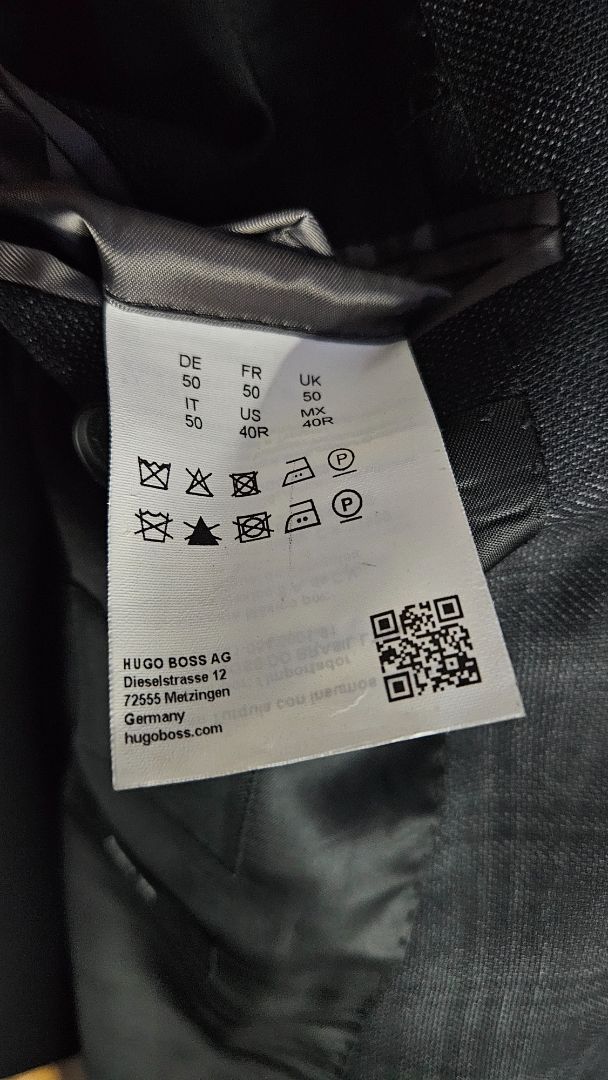 DE FR UK
50 50 50
IT US MX
50 40R 40R
P
P
HUGO BOSS AG
Dieselstrasse 12
72555 Metzingen
Germany
hugoboss.com